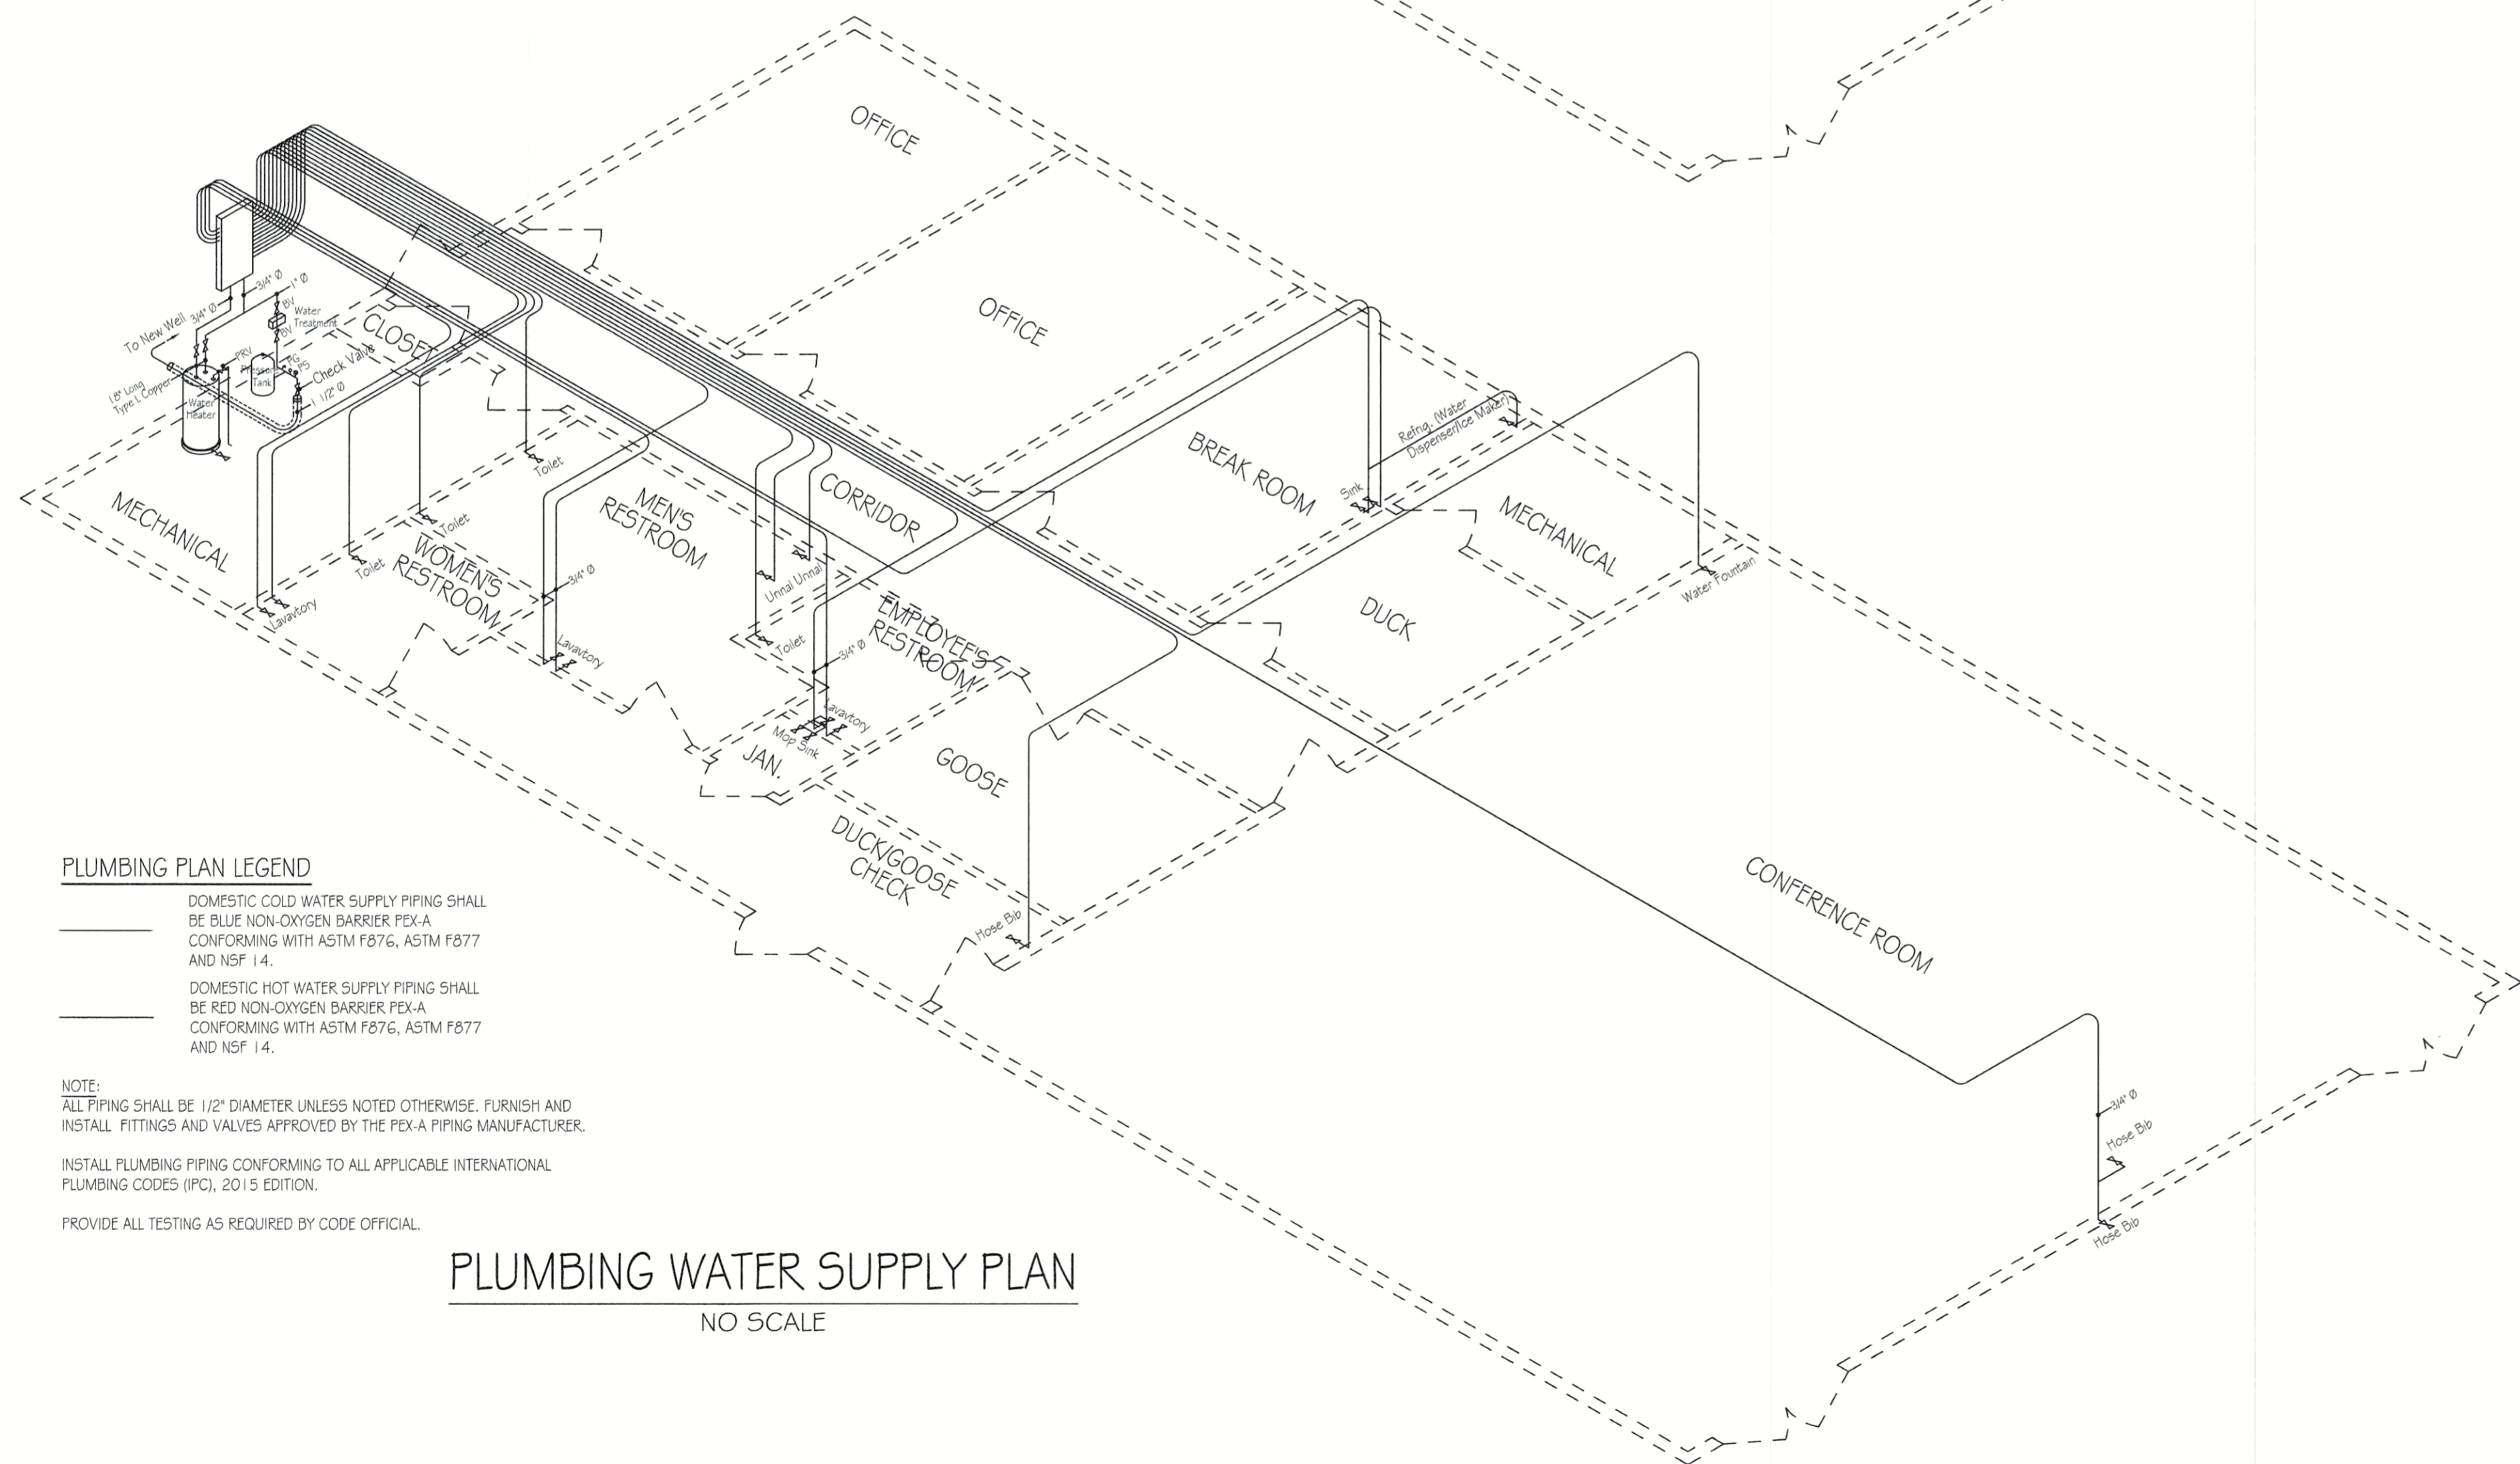 OFFICE
OFFICE
3/4" Ø
1" Ø
BV
Water
Treatment
BV
3/4" Ø
To New Well
PRV
PG
PS
Pressure
Tank
Check Valve
1 1/2" Ø
18" Long
Type L Copper
Water
Heater
CLOSET
MECHANICAL
Lavavtory
Toilet
Toilet
Toilet
WOMEN'S
RESTROOM
MEN'S
RESTROOM
3/4" Ø
Lavavtory
CORRIDOR
Urinal
Urinal
Toilet
EMPLOYEE'S
RESTROOM
3/4" Ø
Lavavtory
Mop Sink
JAN.
BREAK ROOM
Refrig. (Water
Dispenser/Ice Maker)
Sink
MECHANICAL
DUCK
Water Fountain
GOOSE
DUCK/GOOSE
CHECK
Hose Bib
CONFERENCE ROOM
3/4" Ø
Hose Bib
Hose Bib
PLUMBING PLAN LEGEND
DOMESTIC COLD WATER SUPPLY PIPING SHALL
BE BLUE NON-OXYGEN BARRIER PEX-A
CONFORMING WITH ASTM F876, ASTM F877
AND NSF 14.
DOMESTIC HOT WATER SUPPLY PIPING SHALL
BE RED NON-OXYGEN BARRIER PEX-A
CONFORMING WITH ASTM F876, ASTM F877
AND NSF 14.
NOTE:
ALL PIPING SHALL BE 1/2" DIAMETER UNLESS NOTED OTHERWISE. FURNISH AND
INSTALL FITTINGS AND VALVES APPROVED BY THE PEX-A PIPING MANUFACTURER.
INSTALL PLUMBING PIPING CONFORMING TO ALL APPLICABLE INTERNATIONAL
PLUMBING CODES (IPC), 2015 EDITION.
PROVIDE ALL TESTING AS REQUIRED BY CODE OFFICIAL.
PLUMBING WATER SUPPLY PLAN
NO SCALE